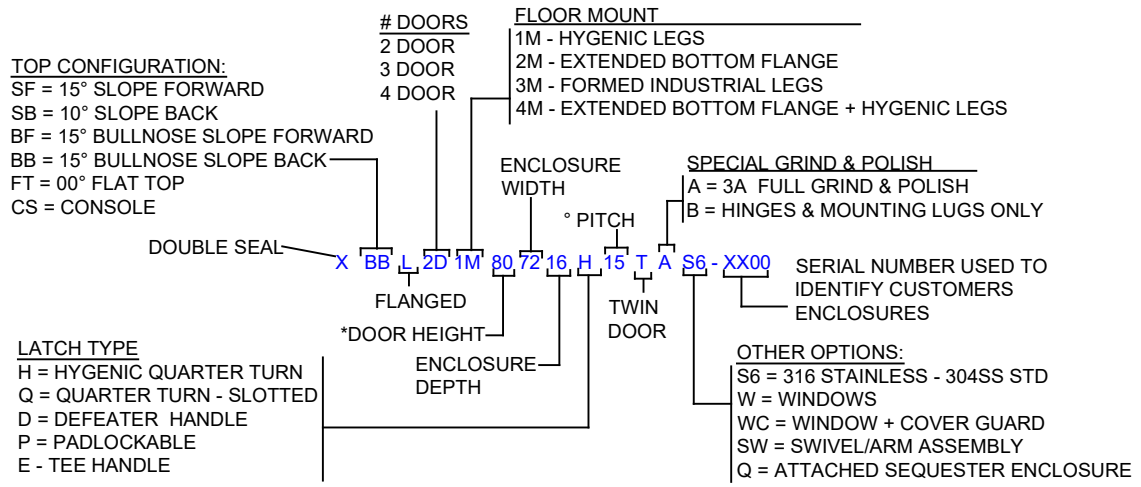 TOP CONFIGURATION:
SF = 15° SLOPE FORWARD
SB = 10° SLOPE BACK
BF = 15° BULLNOSE SLOPE FORWARD
BB = 15° BULLNOSE SLOPE BACK
FT = 00° FLAT TOP
CS = CONSOLE
# DOORS
2 DOOR
3 DOOR
4 DOOR
FLOOR MOUNT
1M - HYGENIC LEGS
2M - EXTENDED BOTTOM FLANGE
3M - FORMED INDUSTRIAL LEGS
4M - EXTENDED BOTTOM FLANGE + HYGENIC LEGS
ENCLOSURE
WIDTH
° PITCH
SPECIAL GRIND & POLISH
A = 3A FULL GRIND & POLISH
B = HINGES & MOUNTING LUGS ONLY
DOUBLE SEAL
X BB L 2D 1M 80 72 16 H 15 T A S6 - XX00
FLANGED
*DOOR HEIGHT
ENCLOSURE
DEPTH
TWIN
DOOR
SERIAL NUMBER USED TO
IDENTIFY CUSTOMERS
ENCLOSURES
LATCH TYPE
H = HYGENIC QUARTER TURN
Q = QUARTER TURN - SLOTTED
D = DEFEATER HANDLE
P = PADLOCKABLE
E - TEE HANDLE
OTHER OPTIONS:
S6 = 316 STAINLESS - 304SS STD
W = WINDOWS
WC = WINDOW + COVER GUARD
SW = SWIVEL/ARM ASSEMBLY
Q = ATTACHED SEQUESTER ENCLOSURE